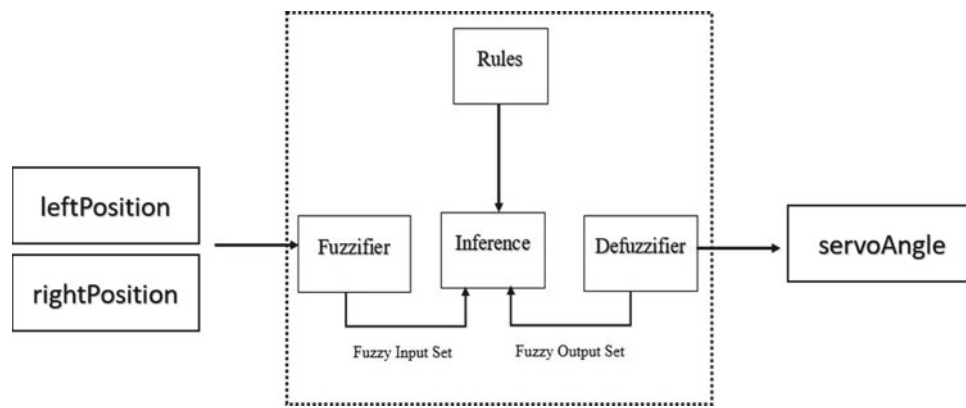 Rules
leftPosition
rightPosition
Fuzzifier
Inference
Defuzzifier
servoAngle
Fuzzy Input Set
Fuzzy Output Set